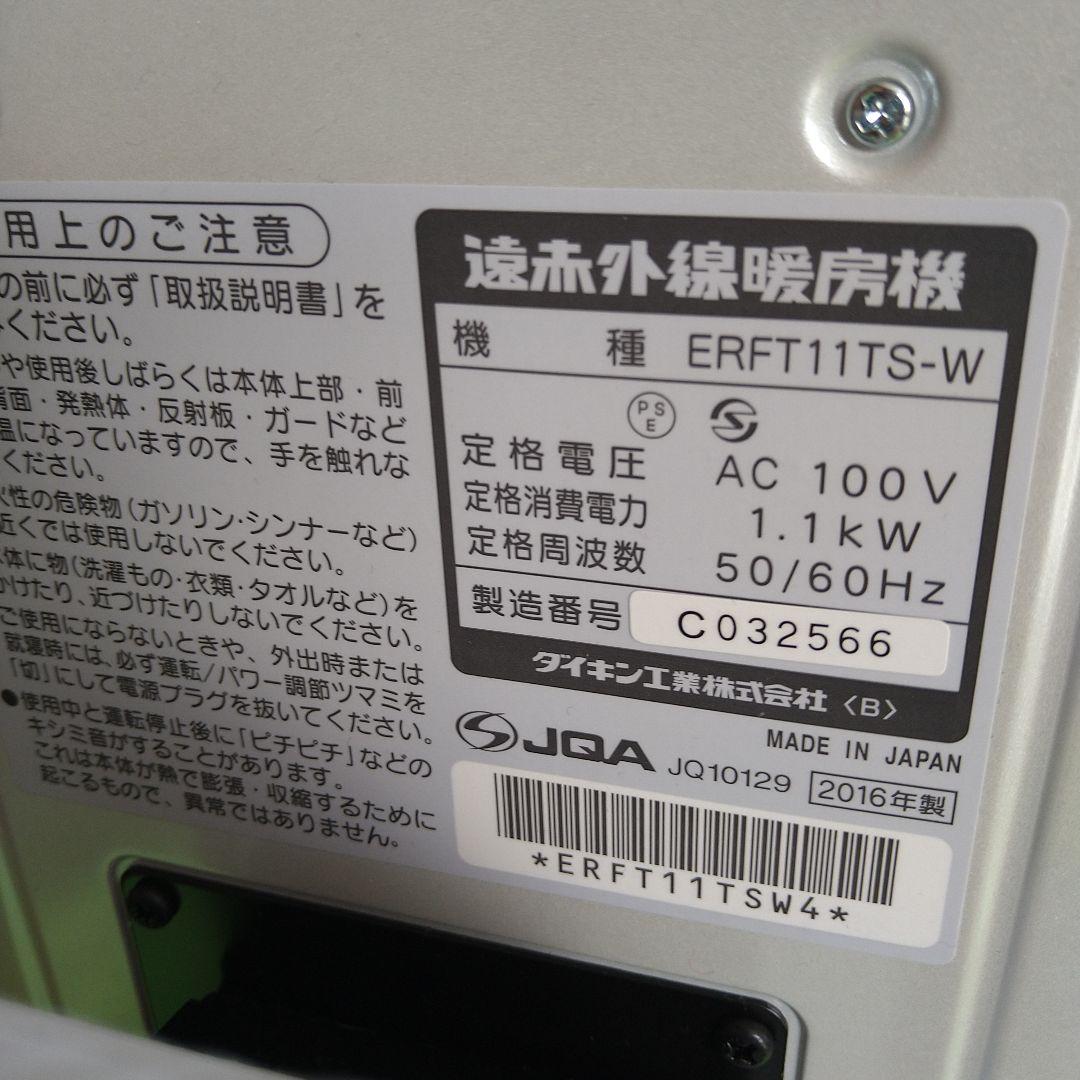 用上のご注意
の前に必ず「取扱説明書」を
ください。
や使用後しばらくは本体上部・前
背面・発熱体・反射板・ガードなど
温になっていますので、手を触れな
ください。
火性の危険物(ガソリン・シンナーなど)
近くでは使用しないでください。
体に物(洗濯もの・衣類・タオルなど)を
かけたり、近づけたりしないでください。
ご使用にならないときや、外出時または
就寝時には、必ず運転/パワー調節ツマミを
「切」にして電源プラグを抜いてください。
●使用中と運転停止後に「ピチピチ」などの
キシミ音がすることがあります。
これは本体が熱で膨張・収縮するために
起こるもので、異常ではありません。
遠赤外線暖房機
機種 ERFT11TS-W
PSE
定格電圧 AC 100V
定格消費電力 1.1kW
定格周波数 50/60Hz
製造番号 C032566
ダイキン工業株式会社〈B〉
MADE IN JAPAN
JQA JQ10129 2016年製
*ERFT11TSW4*